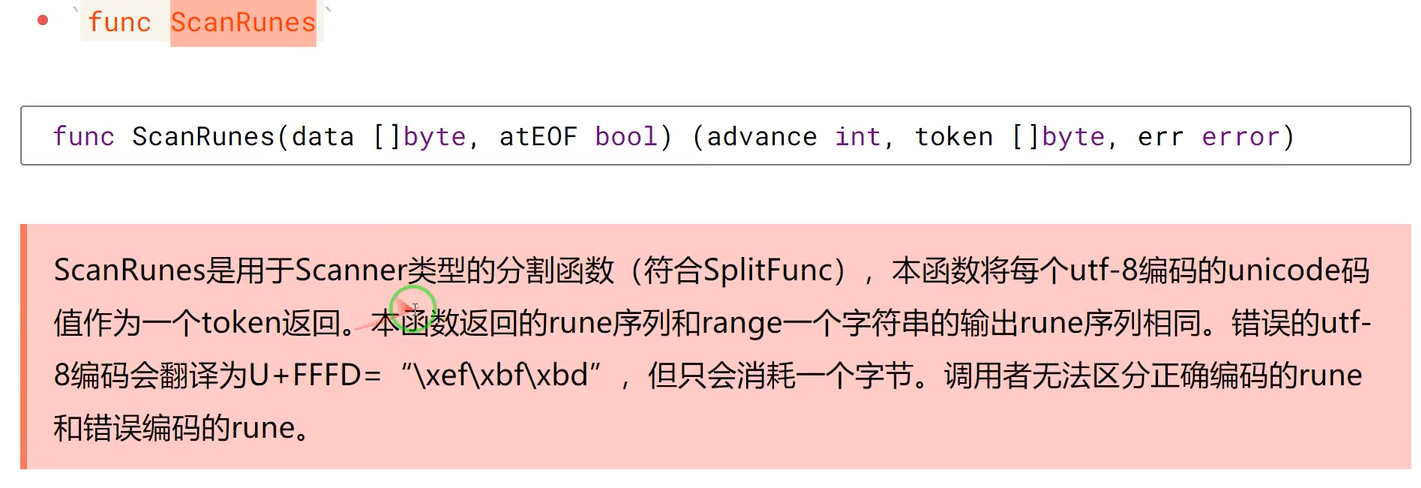 `func ScanRunes`
func ScanRunes(data []byte, atEOF bool) (advance int, token []byte, err error)
ScanRunes是用于Scanner类型的分割函数（符合SplitFunc），本函数将每个utf-8编码的unicode码
值作为一个token返回。本函数返回的rune序列和range一个字符串的输出rune序列相同。错误的utf-
8编码会翻译为U+FFFD=“\xef\xbf\xbd”，但只会消耗一个字节。调用者无法区分正确编码的rune
和错误编码的rune。